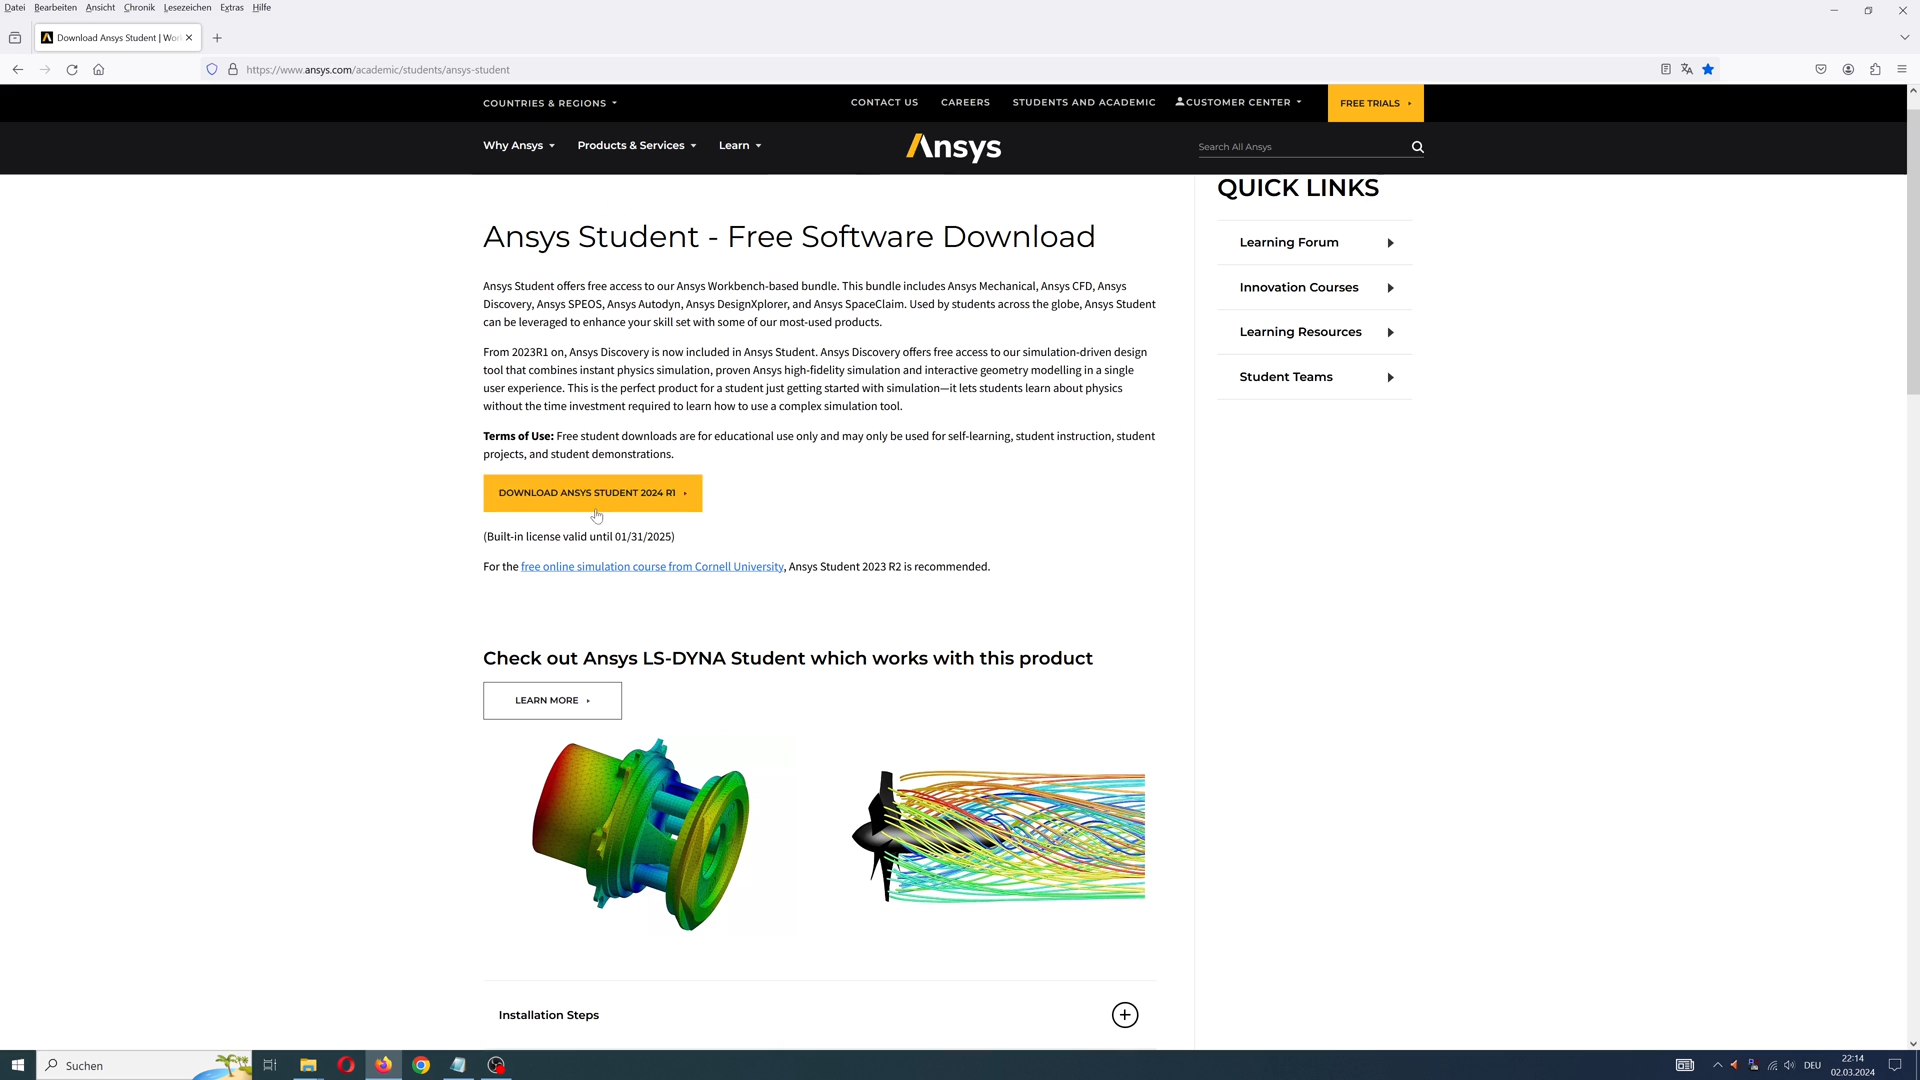 Datei Bearbeiten Ansicht Chronik Lesezeichen Extras Hilfe
Download Ansys Student | Wor
https://www.ansys.com/academic/students/ansys-student
COUNTRIES & REGIONS
CONTACT US
CAREERS
STUDENTS AND ACADEMIC
CUSTOMER CENTER
FREE TRIALS
Why Ansys
Products & Services
Learn
Ansys
Search All Ansys
QUICK LINKS
Learning Forum
Innovation Courses
Learning Resources
Student Teams
Ansys Student - Free Software Download
Ansys Student offers free access to our Ansys Workbench-based bundle. This bundle includes Ansys Mechanical, Ansys CFD, Ansys
Discovery, Ansys SPEOS, Ansys Autodyn, Ansys DesignXplorer, and Ansys SpaceClaim. Used by students across the globe, Ansys Student
can be leveraged to enhance your skill set with some of our most-used products.
From 2023R1 on, Ansys Discovery is now included in Ansys Student. Ansys Discovery offers free access to our simulation-driven design
tool that combines instant physics simulation, proven Ansys high-fidelity simulation and interactive geometry modelling in a single
user experience. This is the perfect product for a student just getting started with simulation—it lets students learn about physics
without the time investment required to learn how to use a complex simulation tool.
Terms of Use: Free student downloads are for educational use only and may only be used for self-learning, student instruction, student
projects, and student demonstrations.
DOWNLOAD ANSYS STUDENT 2024 R1
(Built-in license valid until 01/31/2025)
For the free online simulation course from Cornell University, Ansys Student 2023 R2 is recommended.
Check out Ansys LS-DYNA Student which works with this product
LEARN MORE
Installation Steps
Suchen
DEU
22:14
02.03.2024